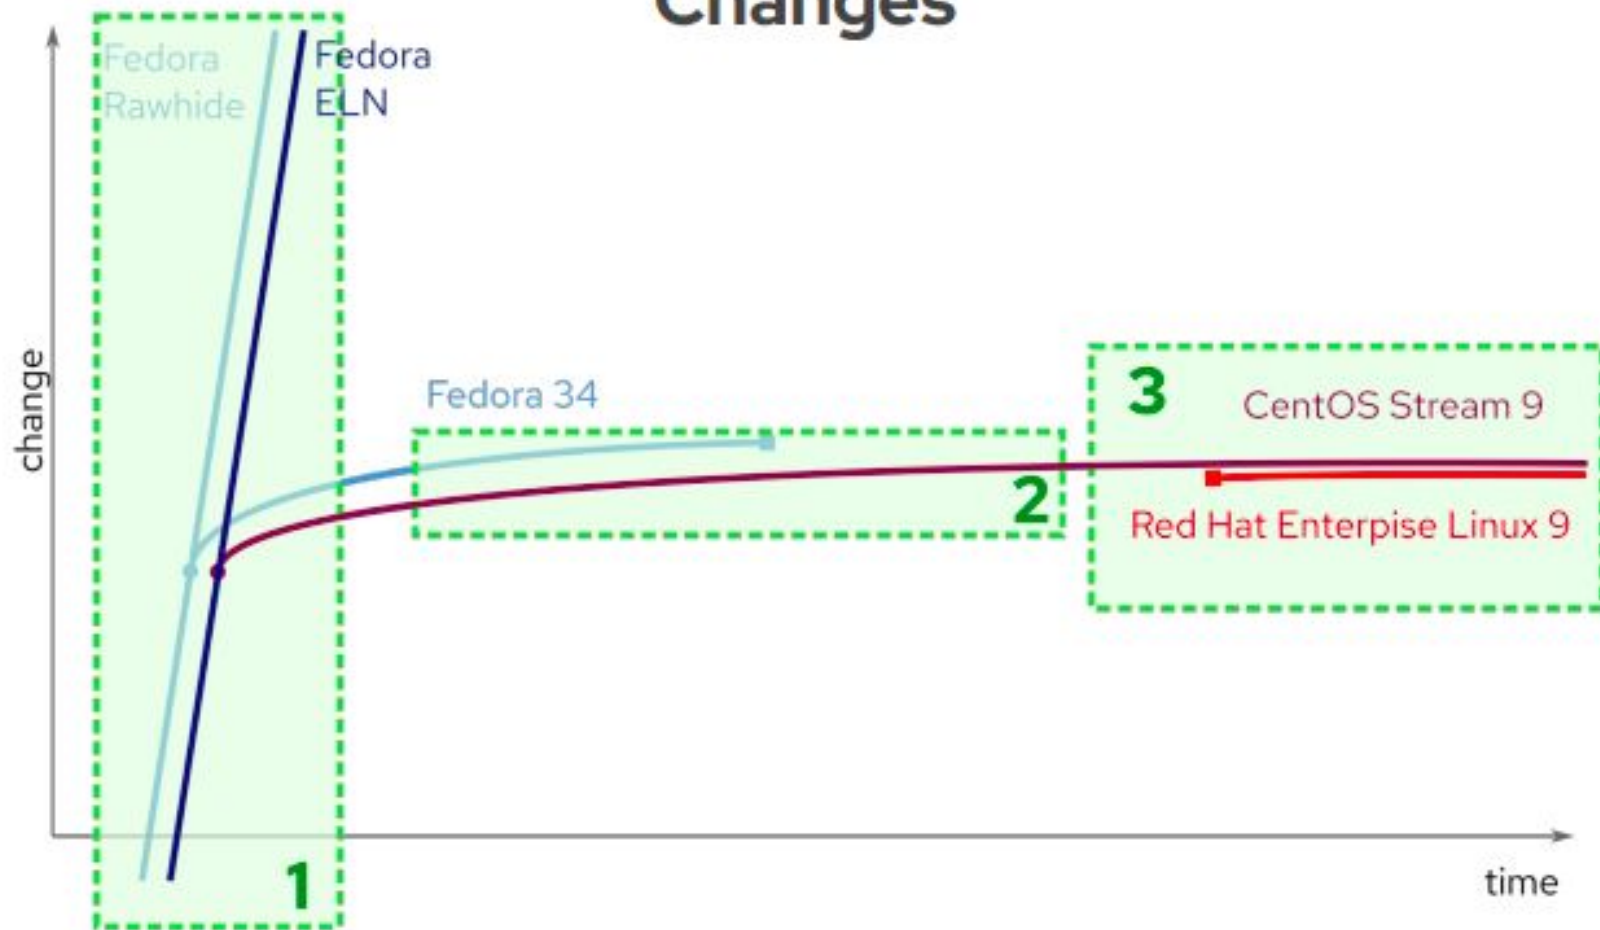 Changes
Fedora
Rawhide
Fedora
ELN
change
Fedora 34
3
CentOS Stream 9
2
Red Hat Enterpise Linux 9
1
time